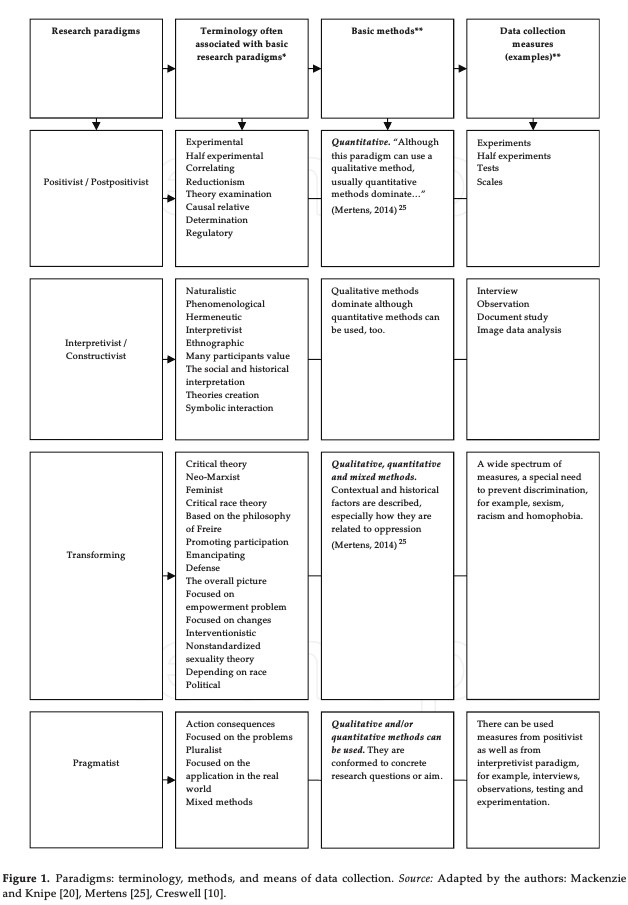 Research paradigms
Terminology often
associated with basic
research paradigms*
Basic methods**
Data collection
measures
(examples)**
Positivist / Postpositivist
Experimental
Half experimental
Correlating
Reductionism
Theory examination
Causal relative
Determination
Regulatory
Quantitative. “Although
this paradigm can use a
qualitative method,
usually quantitative
methods dominate…”
(Mertens, 2014) 25
Experiments
Half experiments
Tests
Scales
Interpretivist /
Constructivist
Naturalistic
Phenomenological
Hermeneutic
Interpretivist
Ethnographic
Many participants value
The social and historical
interpretation
Theories creation
Symbolic interaction
Qualitative methods
dominate although
quantitative methods can
be used, too.
Interview
Observation
Document study
Image data analysis
Transforming
Critical theory
Neo-Marxist
Feminist
Critical race theory
Based on the philosophy
of Freire
Promoting participation
Emancipating
Defense
The overall picture
Focused on
empowerment problem
Focused on changes
Interventionistic
Nonstandardized
sexuality theory
Depending on race
Political
Qualitative, quantitative
and mixed methods.
Contextual and historical
factors are described,
especially how they are
related to oppression
(Mertens, 2014) 25
A wide spectrum of
measures, a special need
to prevent discrimination,
for example, sexism,
racism and homophobia.
Pragmatist
Action consequences
Focused on the problems
Pluralist
Focused on the
application in the real
world
Mixed methods
Qualitative and/or
quantitative methods can
be used. They are
conformed to concrete
research questions or aim.
There can be used
measures from positivist
as well as from
interpretivist paradigm,
for example, interviews,
observations, testing and
experimentation.
Figure 1. Paradigms: terminology, methods, and means of data collection. Source: Adapted by the authors: Mackenzie
and Knipe [20], Mertens [25], Creswell [10].